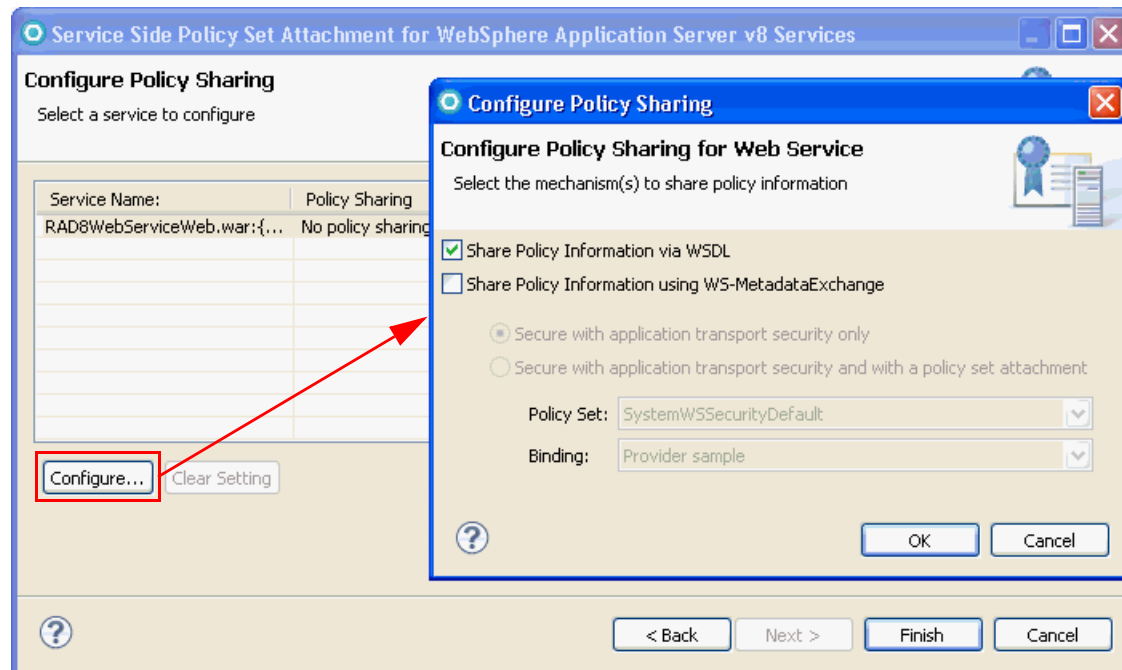 Service Side Policy Set Attachment for WebSphere Application Server v8 Services
Configure Policy Sharing
Select a service to configure
Service Name:
Policy Sharing
RAD8WebServiceWeb.war:{...
No policy sharing
Configure...
Clear Setting
Configure Policy Sharing
Configure Policy Sharing for Web Service
Select the mechanism(s) to share policy information
Share Policy Information via WSDL
Share Policy Information using WS-MetadataExchange
Secure with application transport security only
Secure with application transport security and with a policy set attachment
Policy Set:
SystemWSSecurityDefault
Binding:
Provider sample
?
OK
Cancel
?
< Back
Next >
Finish
Cancel